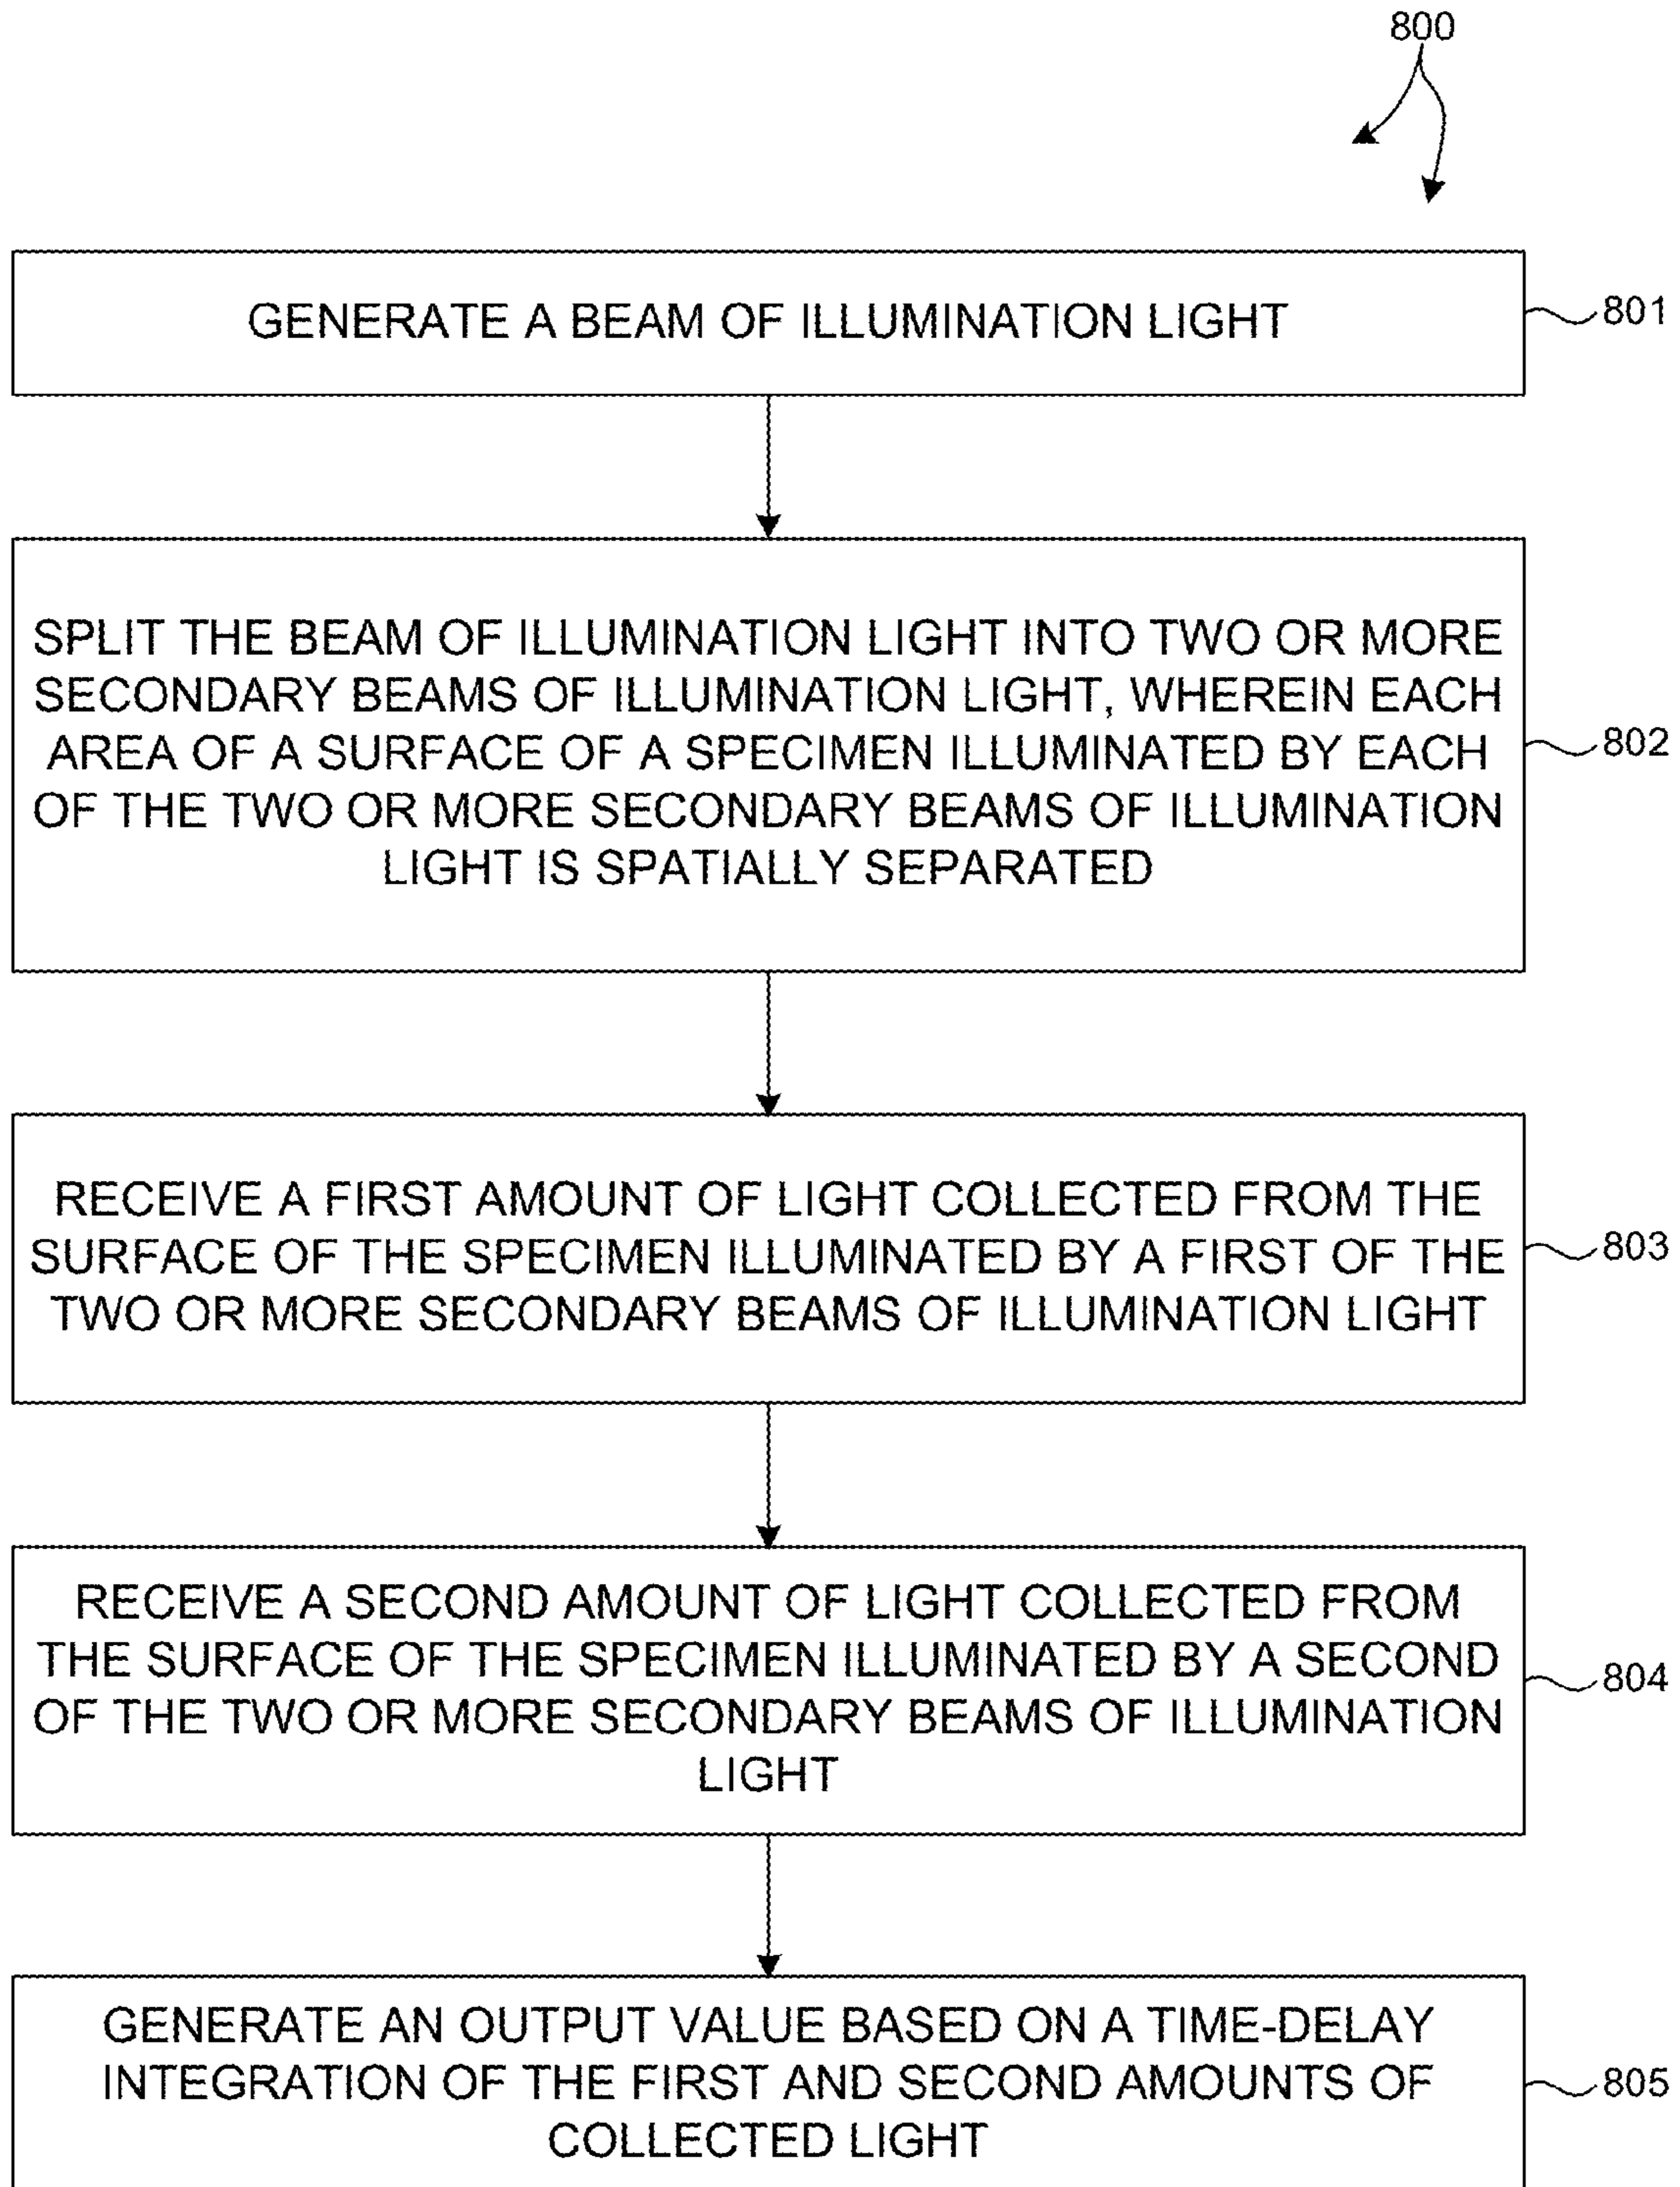 800
GENERATE A BEAM OF ILLUMINATION LIGHT
801
SPLIT THE BEAM OF ILLUMINATION LIGHT INTO TWO OR MORE
SECONDARY BEAMS OF ILLUMINATION LIGHT, WHEREIN EACH
AREA OF A SURFACE OF A SPECIMEN ILLUMINATED BY EACH
OF THE TWO OR MORE SECONDARY BEAMS OF ILLUMINATION
LIGHT IS SPATIALLY SEPARATED
802
RECEIVE A FIRST AMOUNT OF LIGHT COLLECTED FROM THE
SURFACE OF THE SPECIMEN ILLUMINATED BY A FIRST OF THE
TWO OR MORE SECONDARY BEAMS OF ILLUMINATION LIGHT
803
RECEIVE A SECOND AMOUNT OF LIGHT COLLECTED FROM
THE SURFACE OF THE SPECIMEN ILLUMINATED BY A SECOND
OF THE TWO OR MORE SECONDARY BEAMS OF ILLUMINATION
LIGHT
804
GENERATE AN OUTPUT VALUE BASED ON A TIME-DELAY
INTEGRATION OF THE FIRST AND SECOND AMOUNTS OF
COLLECTED LIGHT
805